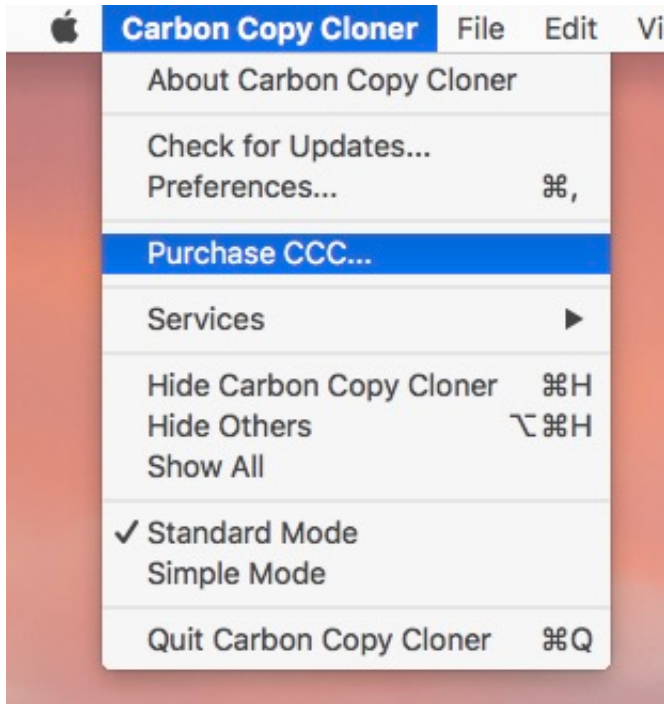 Carbon Copy Cloner File Edit Vi
About Carbon Copy Cloner
Check for Updates...
Preferences... ⌘,
Purchase CCC...
Services ▶
Hide Carbon Copy Cloner ⌘H
Hide Others ⌥⌘H
Show All
✓ Standard Mode
Simple Mode
Quit Carbon Copy Cloner ⌘Q